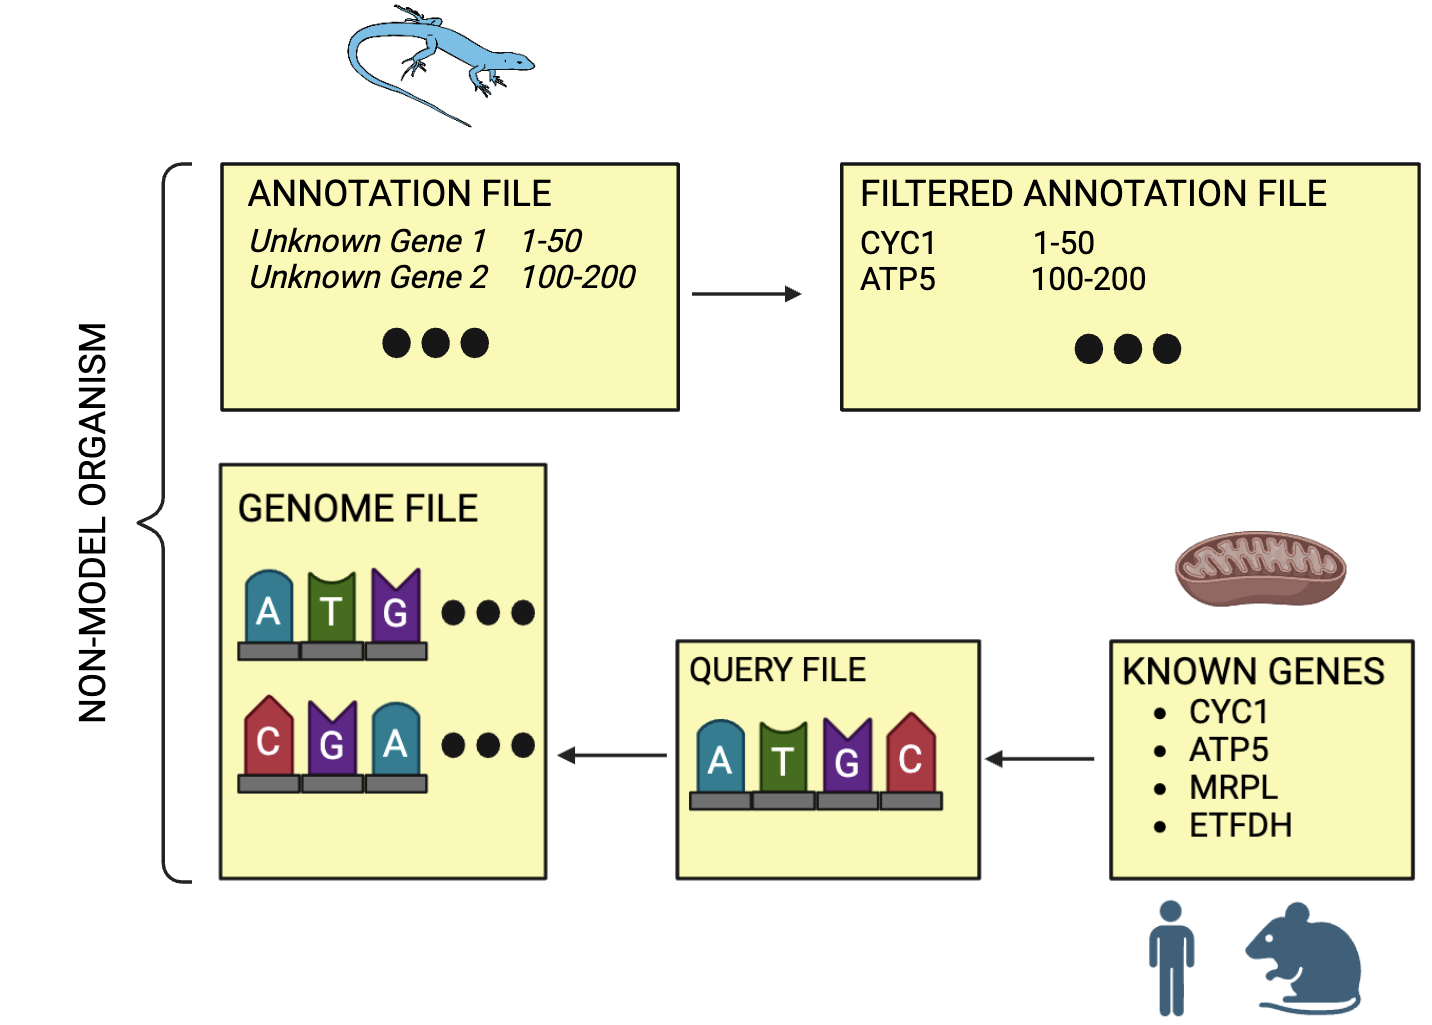 NON-MODEL ORGANISM
ANNOTATION FILE
Unknown Gene 1 1-50
Unknown Gene 2 100-200
FILTERED ANNOTATION FILE
CYC1 1-50
ATP5 100-200
GENOME FILE
A T G
C G A
QUERY FILE
A T G C
KNOWN GENES
• CYC1
• ATP5
• MRPL
• ETFDH